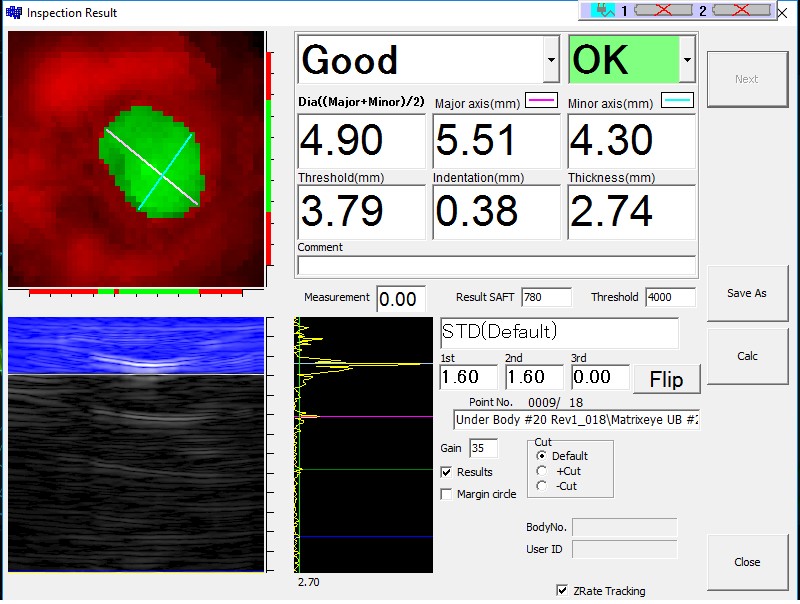 Inspection Result
1 2
Good OK
Next
Dia((Major+Minor)/2) Major axis(mm) Minor axis(mm)
4.90 5.51 4.30
Threshold(mm) Indentation(mm) Thickness(mm)
3.79 0.38 2.74
Comment
Measurement 0.00 Result SAFT 780 Threshold 4000
Save As
STD(Default)
Calc
1st 2nd 3rd
1.60 1.60 0.00 Flip
Point No. 0009/ 18
Under Body #20 Rev1_018\Matrixeye UB #2
Gain 35
Cut
Default
Results
+Cut
-Cut
Margin circle
BodyNo.
User ID
Close
2.70
ZRate Tracking